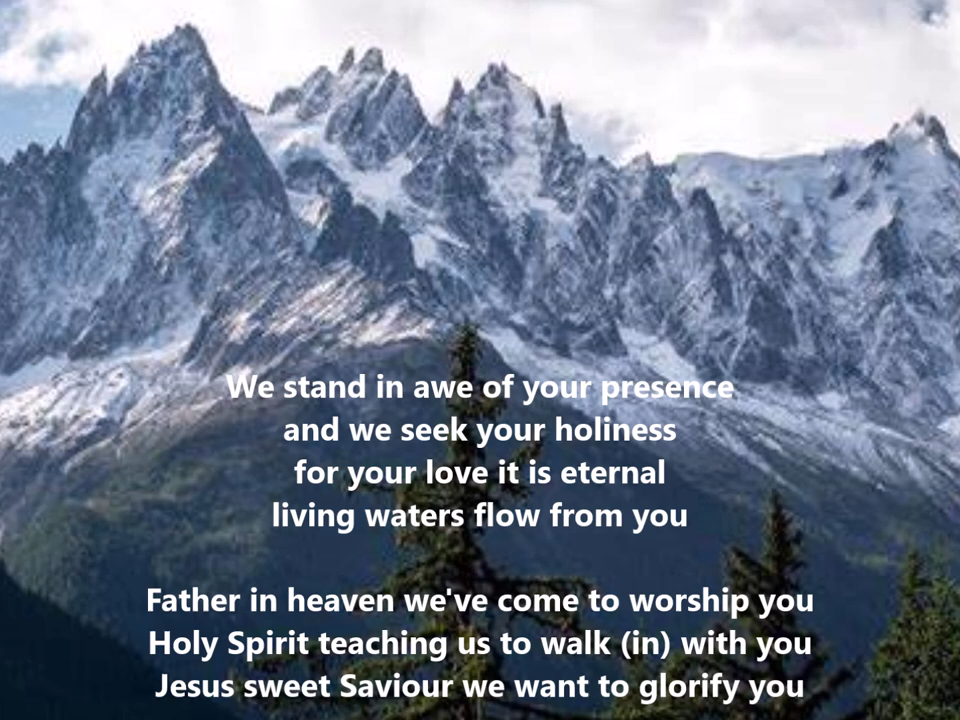 We stand in awe of your presence
and we seek your holiness
for your love it is eternal
living waters flow from you
Father in heaven we've come to worship you
Holy Spirit teaching us to walk (in) with you
Jesus sweet Saviour we want to glorify you